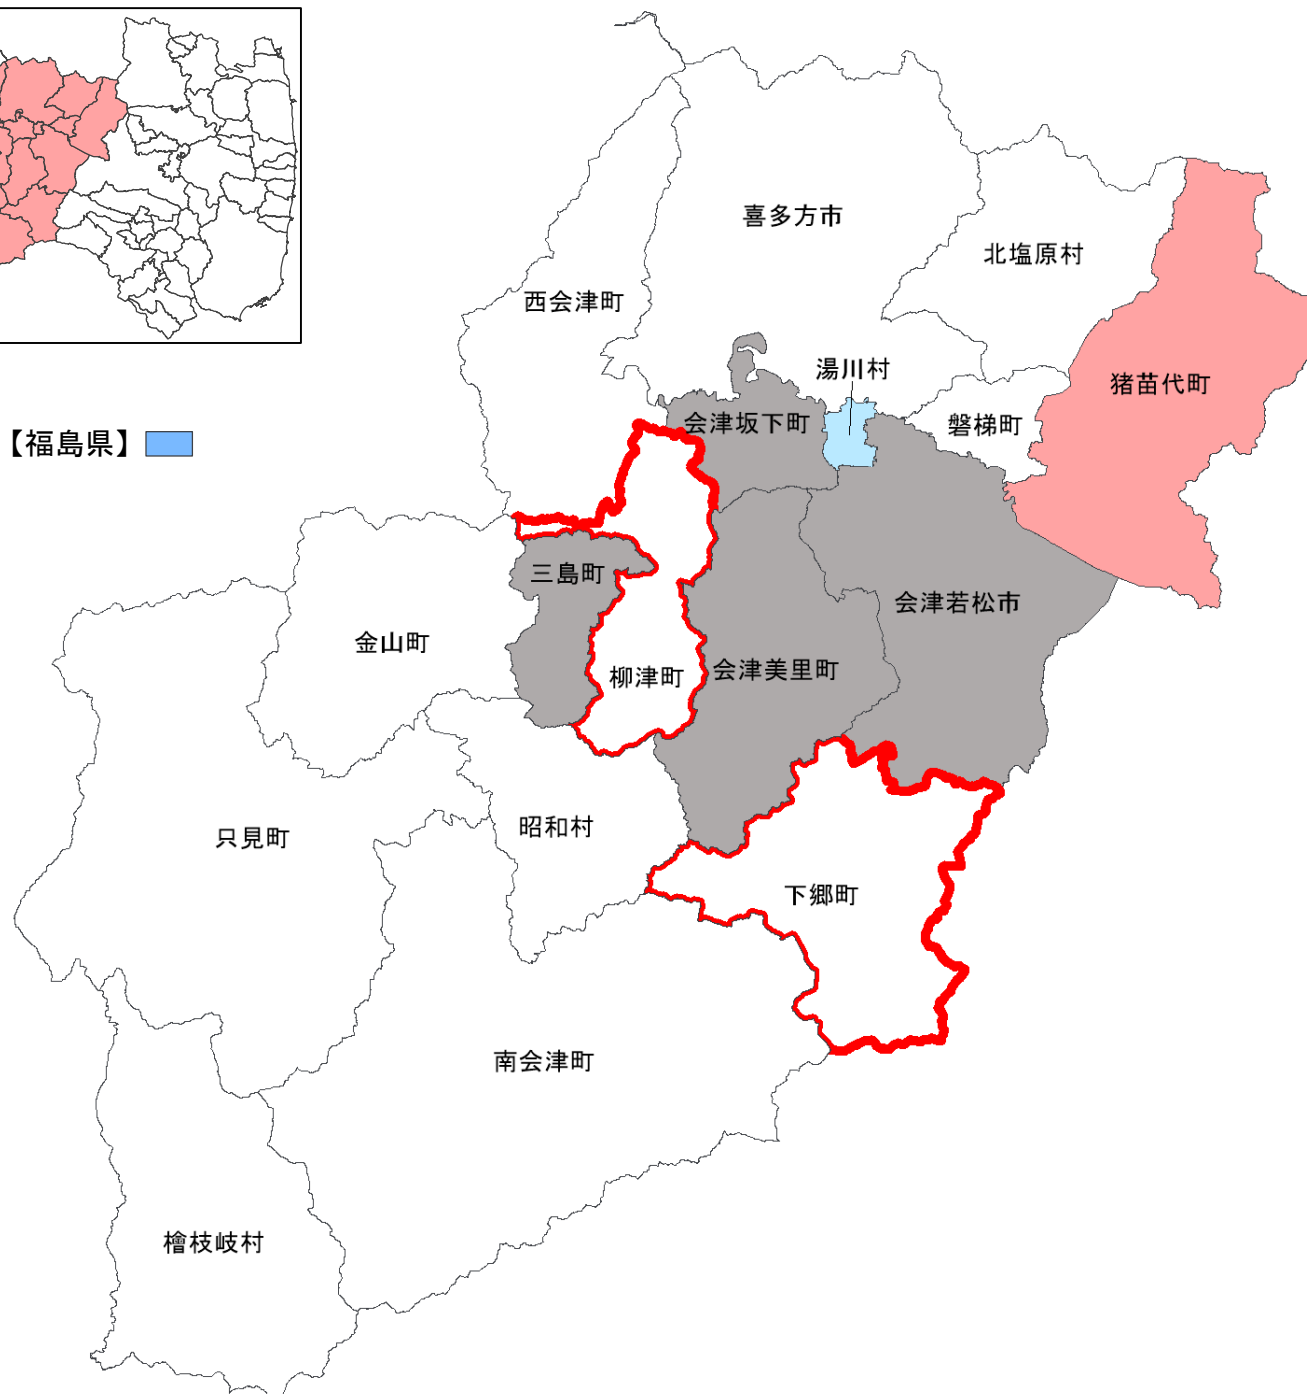 喜多方市
北塩原村
西会津町
湯川村
猪苗代町
会津坂下町
磐梯町
【福島県】
三島町
会津若松市
金山町
会津美里町
柳津町
昭和村
只見町
下郷町
南会津町
檜枝岐村